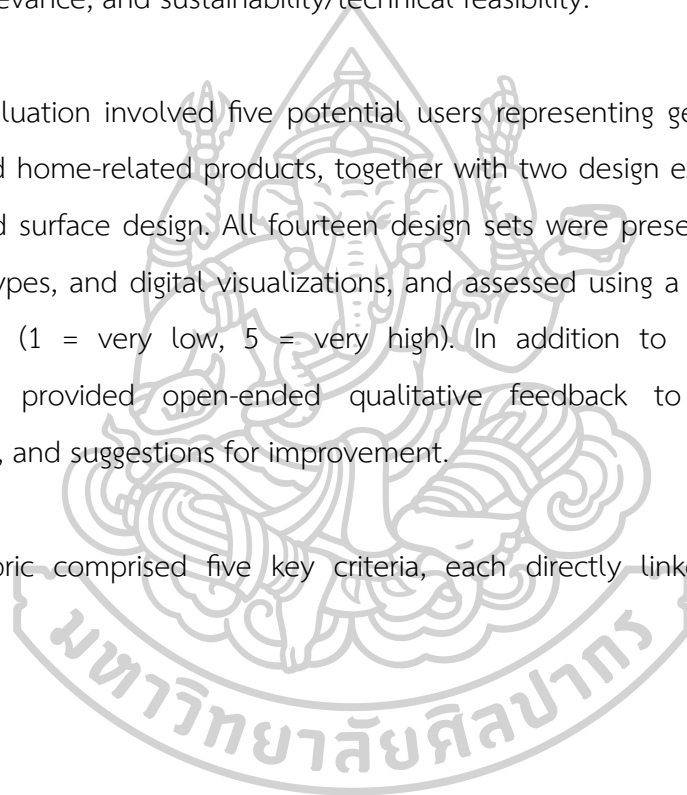 evance, and sustainability/technical feasibility.
luation involved five potential users representing ge
d home-related products, together with two design ex
d surface design. All fourteen design sets were prese
ypes, and digital visualizations, and assessed using a
(1 = very low, 5 = very high). In addition to
provided open-ended qualitative feedback to
, and suggestions for improvement.
oric comprised five key criteria, each directly link
มหาวิทยาลัยศิลปากร